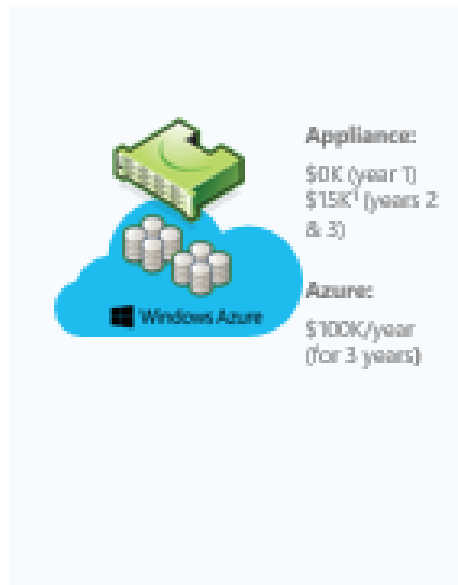 Appliance:
$0K (year 1)
$15K¹ (years 2
& 3)
Windows Azure
Azure:
$100K/year
(for 3 years)